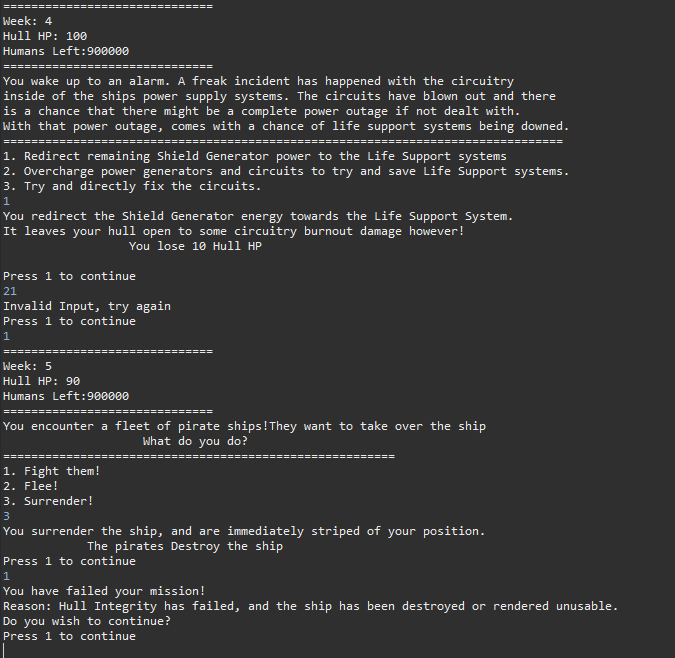 ==============================
Week: 4
Hull HP: 100
Humans Left:900000
==============================
You wake up to an alarm. A freak incident has happened with the circuitry
inside of the ships power supply systems. The circuits have blown out and there
is a chance that there might be a complete power outage if not dealt with.
With that power outage, comes with a chance of life support systems being downed.
================================================================================
1. Redirect remaining Shield Generator power to the Life Support systems
2. Overcharge power generators and circuits to try and save Life Support systems.
3. Try and directly fix the circuits.
1
You redirect the Shield Generator energy towards the Life Support System.
It leaves your hull open to some circuitry burnout damage however!
You lose 10 Hull HP
Press 1 to continue
21
Invalid Input, try again
Press 1 to continue
1
==============================
Week: 5
Hull HP: 90
Humans Left:900000
==============================
You encounter a fleet of pirate ships!They want to take over the ship
What do you do?
========================================================
1. Fight them!
2. Flee!
3. Surrender!
3
You surrender the ship, and are immediately striped of your position.
The pirates Destroy the ship
Press 1 to continue
1
You have failed your mission!
Reason: Hull Integrity has failed, and the ship has been destroyed or rendered unusable.
Do you wish to continue?
Press 1 to continue